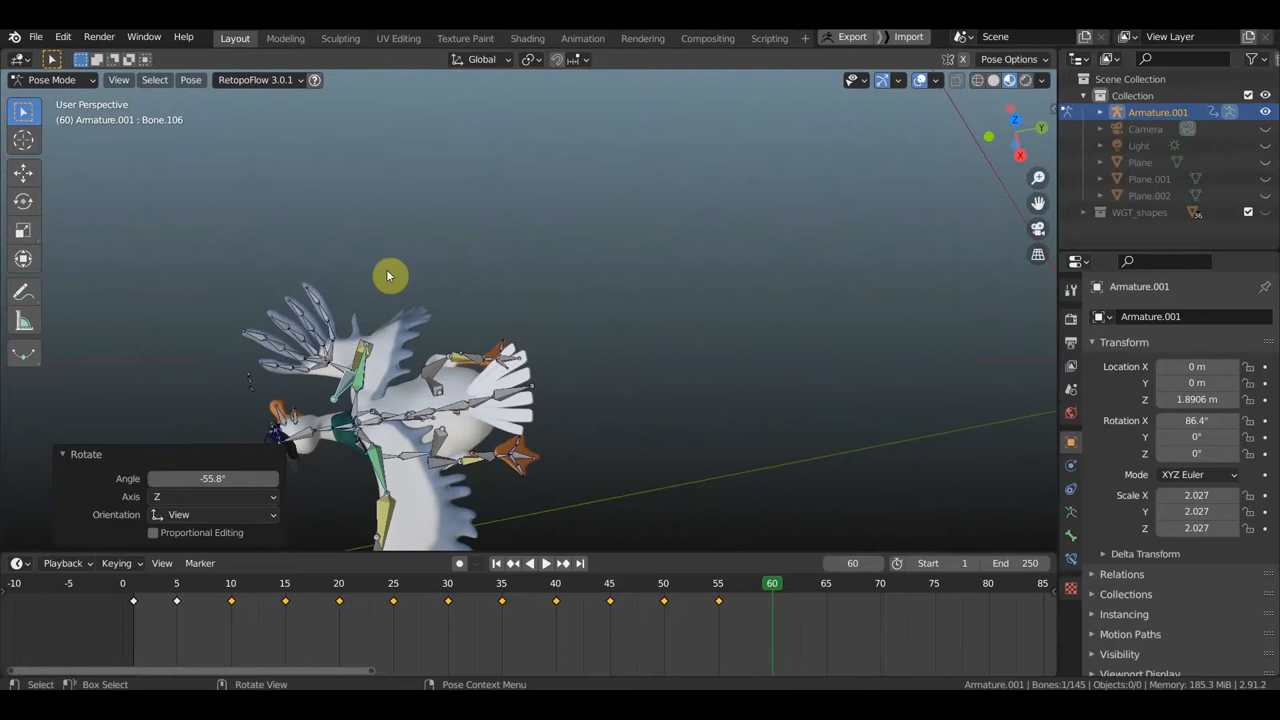 File Edit Render Window Help Layout Modeling Sculpting UV Editing Texture Paint Shading Animation Rendering Compositing Scripting + Export Import Scene View Layer
Global X Pose Options
Pose Mode View Select Pose RetopoFlow 3.0.1 ?
Scene Collection
User Perspective
(60) Armature.001 : Bone.106
Collection
Armature.001
Camera
Light
Plane
Plane.001
Plane.002
WGT_shapes 36
Z
Y
X
Armature.001
Armature.001
Transform
Location X 0 m
Y 0 m
Z 1.8906 m
Rotation X 86.4°
Y 0°
Z 0°
Mode XYZ Euler
Scale X 2.027
Y 2.027
Z 2.027
Delta Transform
Relations
Collections
Instancing
Motion Paths
Visibility
Viewport Display
Rotate
Angle -55.8°
Axis Z
Orientation View
Proportional Editing
Playback Keying View Marker 60 Start 1 End 250
-10 0 5 10 15 20 25 30 35 40 45 50 55 60 65 70 75 80 85
Select Box Select Rotate View Pose Context Menu Armature.001 | Bones:1/145 | Objects:0/0 | Memory: 185.3 MiB | 2.91.2